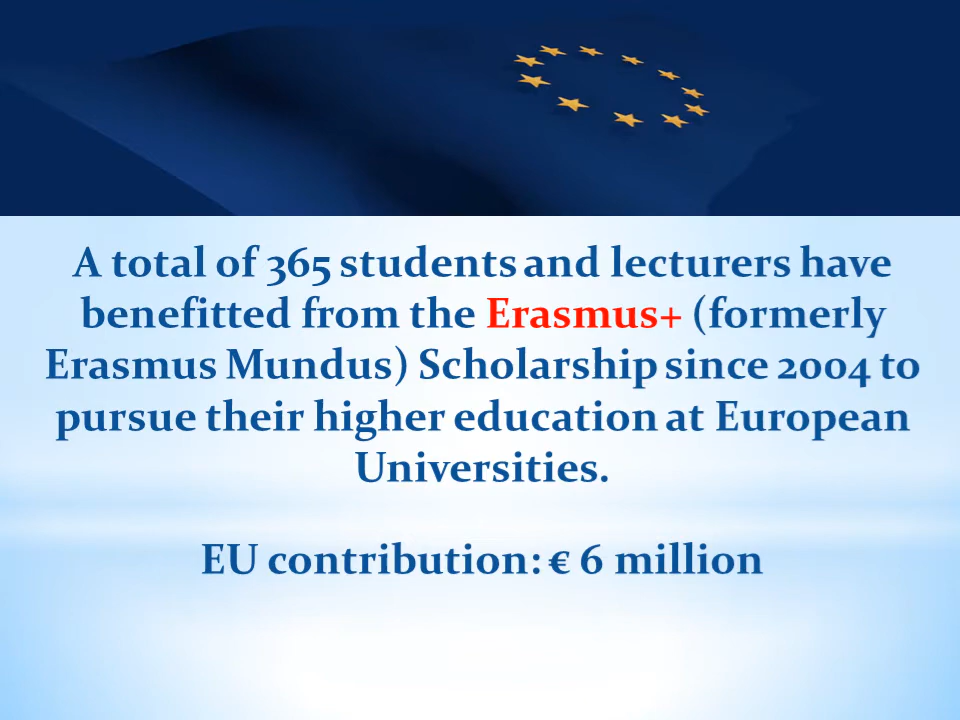 A total of 365 students and lecturers have
benefitted from the Erasmus+ (formerly
Erasmus Mundus) Scholarship since 2004 to
pursue their higher education at European
Universities.
EU contribution: € 6 million